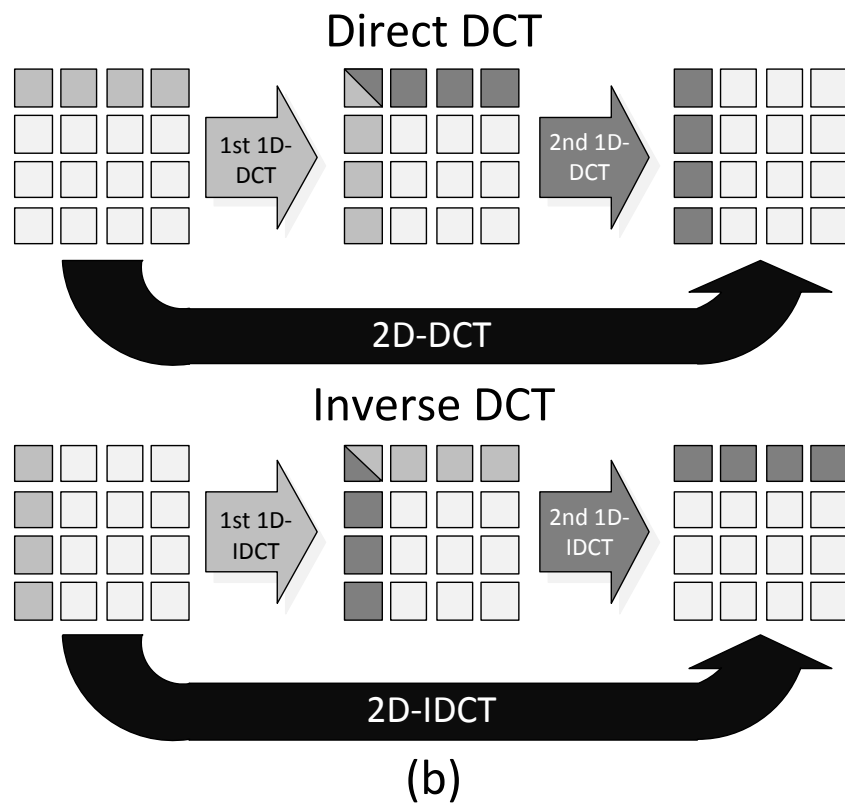 Direct DCT
1st 1D-
DCT
2nd 1D-
DCT
2D-DCT
Inverse DCT
1st 1D-
IDCT
2nd 1D-
IDCT
2D-IDCT
(b)